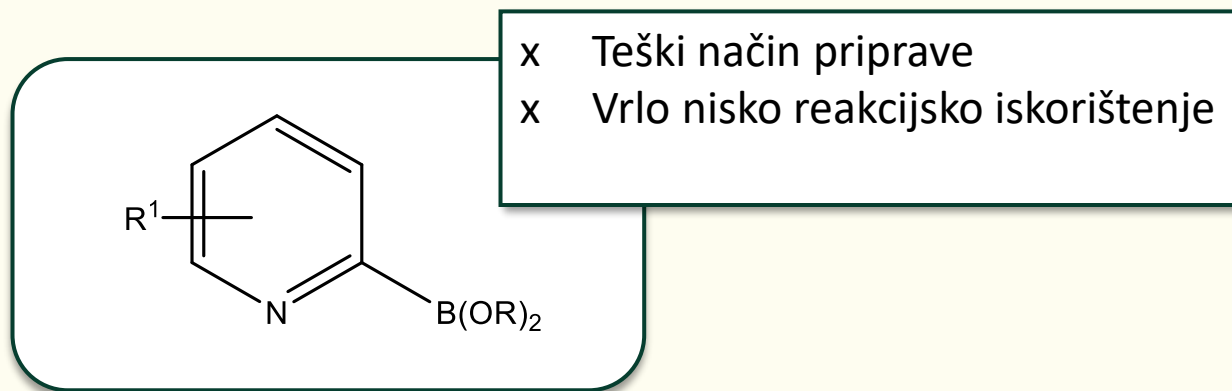 x Teški način priprave
x Vrlo nisko reakcijsko iskorištenje
R¹
N
B(OR)₂